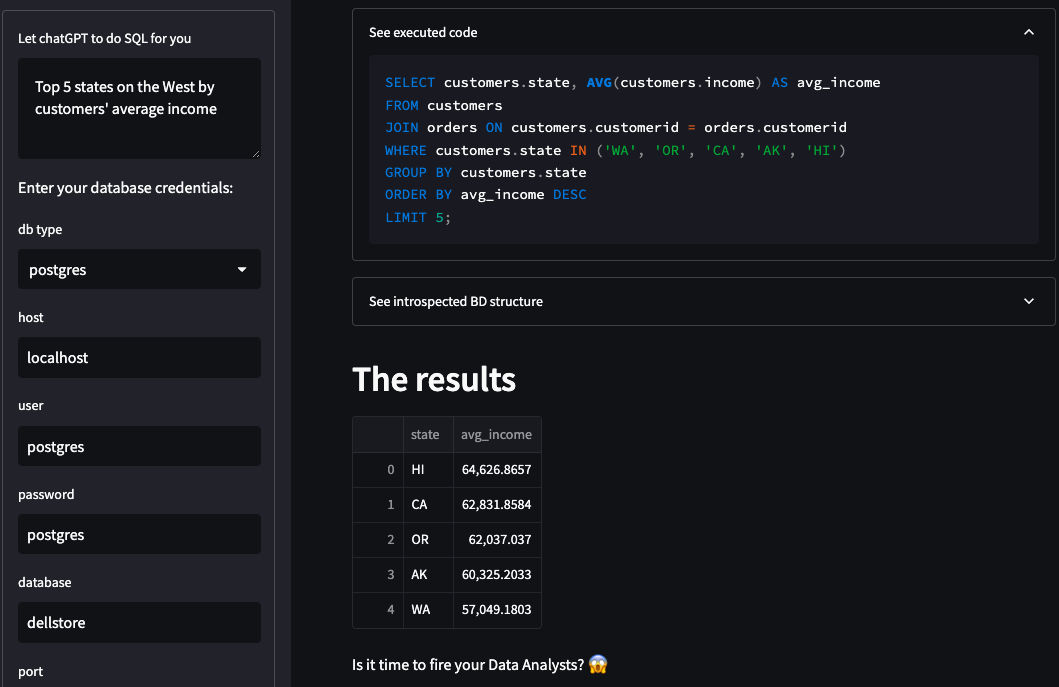 Let chatGPT to do SQL for you
Top 5 states on the West by
customers' average income
Enter your database credentials:
db type
postgres
host
localhost
user
postgres
password
postgres
database
dellstore
port
See executed code
SELECT customers.state, AVG(customers.income) AS avg_income
FROM customers
JOIN orders ON customers.customerid = orders.customerid
WHERE customers.state IN ('WA', 'OR', 'CA', 'AK', 'HI')
GROUP BY customers.state
ORDER BY avg_income DESC
LIMIT 5;
See introspected BD structure
The results
state avg_income
0 HI 64,626.8657
1 CA 62,831.8584
2 OR 62,037.037
3 AK 60,325.2033
4 WA 57,049.1803
Is it time to fire your Data Analysts? 😱